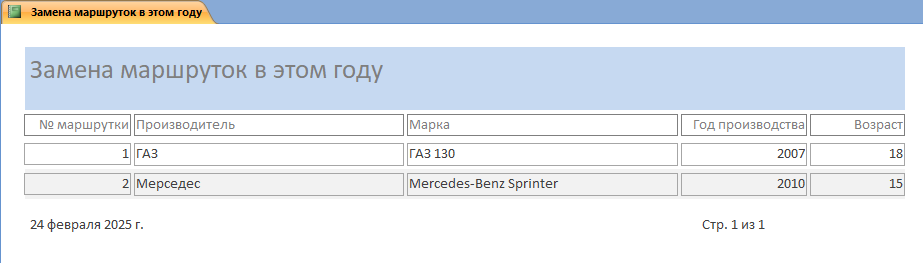 Замена маршруток в этом году
Замена маршруток в этом году
№ маршрутки Производитель Марка Год производства Возраст
1 ГАЗ ГАЗ 130 2007 18
2 Мерседес Mercedes-Benz Sprinter 2010 15
24 февраля 2025 г. Стр. 1 из 1